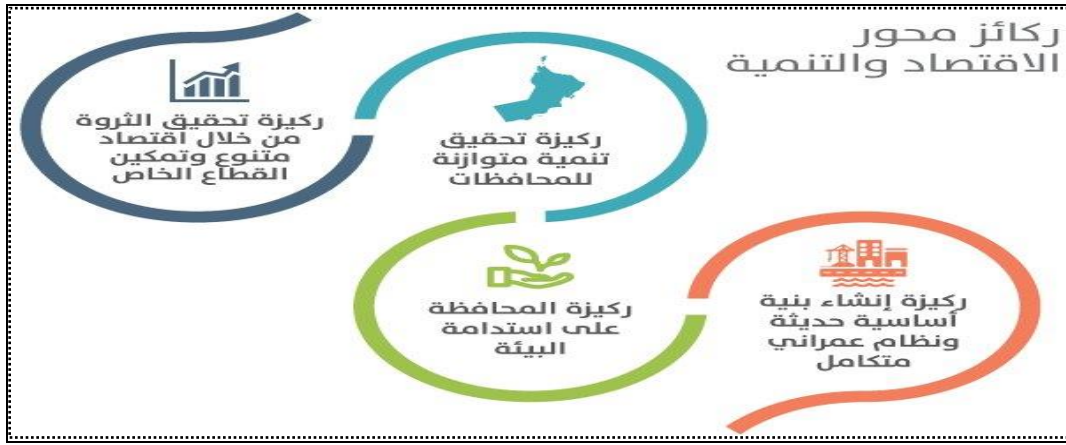 ركائز محور
الاقتصاد والتنمية
ركيزة تحقيق الثروة
من خلال اقتصاد
متنوع وتمكين
القطاع الخاص
ركيزة تحقيق
تنمية متوازنة
للمحافظات
ركيزة المحافظة
على استدامة
البيئة
ركيزة إنشاء بنية
أساسية حديثة
ونظام عمراني
متكامل